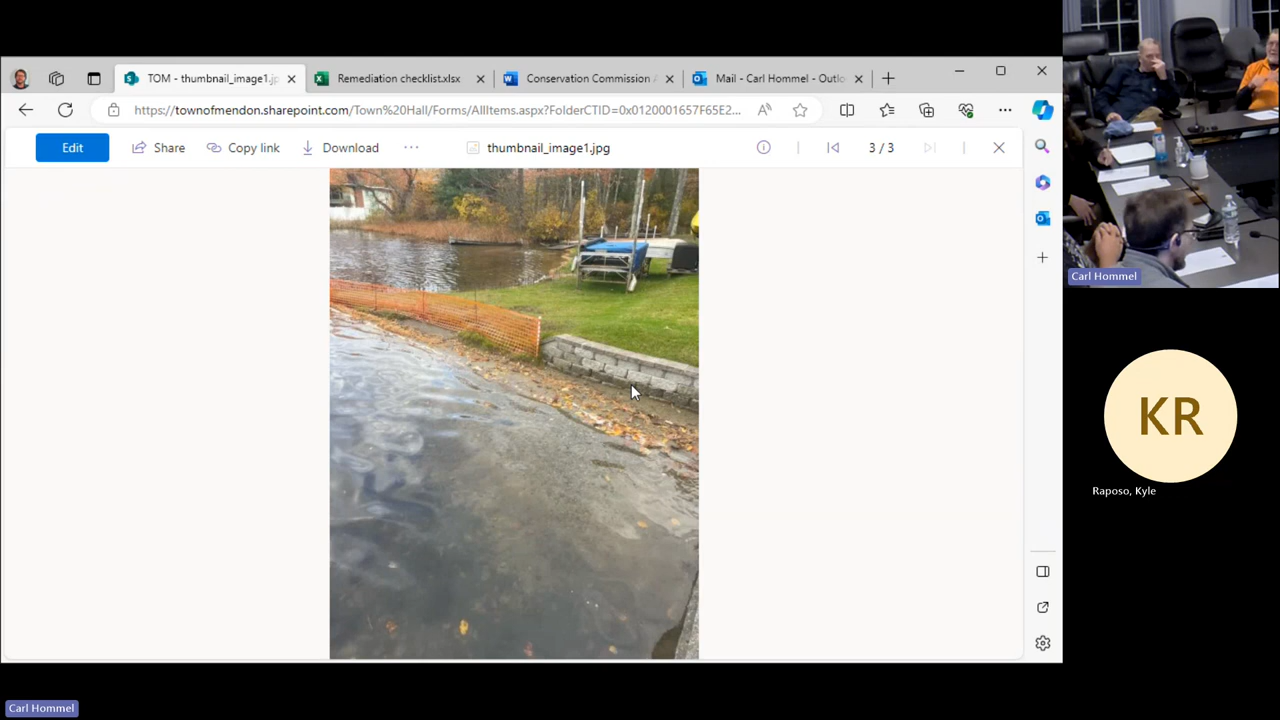 TOM - thumbnail_image1.jp
Remediation checklist.xlsx
Conservation Commission A
Mail - Carl Hommel - Outlo
https://townofmendon.sharepoint.com/Town%20Hall/Forms/AllItems.aspx?FolderCTID=0x0120001657F65E2...
Edit
Share
Copy link
Download
thumbnail_image1.jpg
3 / 3
Carl Hommel
KR
Raposo, Kyle
Carl Hommel